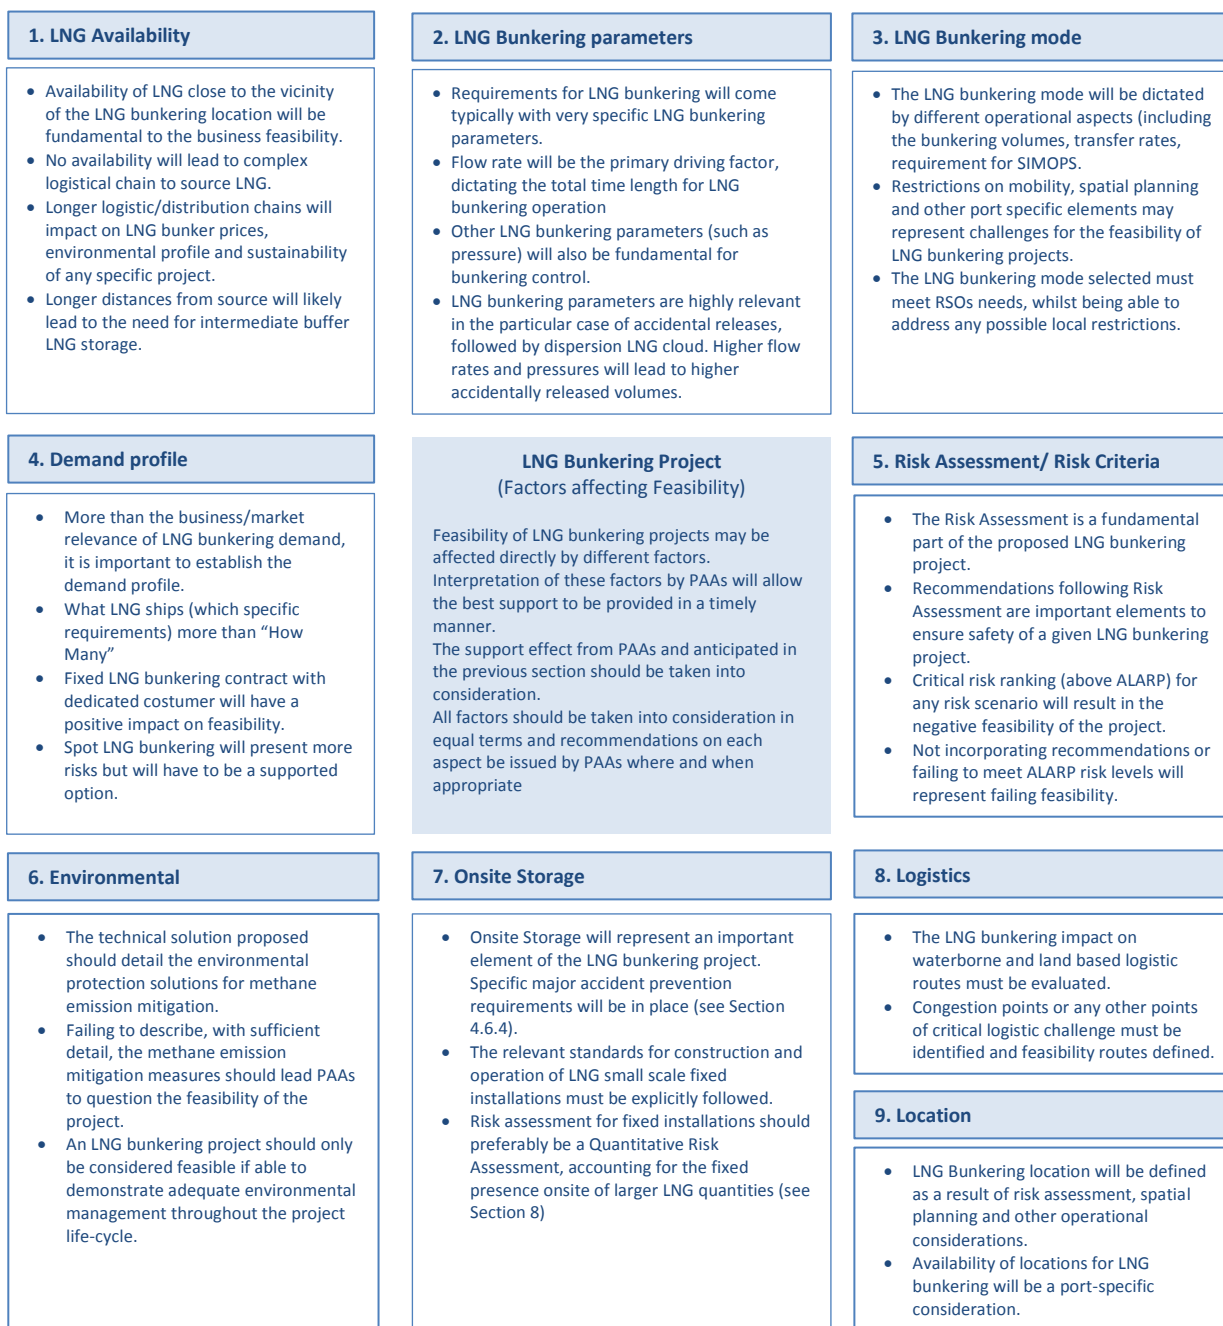 1. LNG Availability
• Availability of LNG close to the vicinity
of the LNG bunkering location will be
fundamental to the business feasibility.
• No availability will lead to complex
logistical chain to source LNG.
• Longer logistic/distribution chains will
impact on LNG bunker prices,
environmental profile and sustainability
of any specific project.
• Longer distances from source will likely
lead to the need for intermediate buffer
LNG storage.
2. LNG Bunkering parameters
• Requirements for LNG bunkering will come
typically with very specific LNG bunkering
parameters.
• Flow rate will be the primary driving factor,
dictating the total time length for LNG
bunkering operation
• Other LNG bunkering parameters (such as
pressure) will also be fundamental for
bunkering control.
• LNG bunkering parameters are highly relevant
in the particular case of accidental releases,
followed by dispersion LNG cloud. Higher flow
rates and pressures will lead to higher
accidentally released volumes.
3. LNG Bunkering mode
• The LNG bunkering mode will be dictated
by different operational aspects (including
the bunkering volumes, transfer rates,
requirement for SIMOPS.
• Restrictions on mobility, spatial planning
and other port specific elements may
represent challenges for the feasibility of
LNG bunkering projects.
• The LNG bunkering mode selected must
meet RSOs needs, whilst being able to
address any possible local restrictions.
4. Demand profile
• More than the business/market
relevance of LNG bunkering demand,
it is important to establish the
demand profile.
• What LNG ships (which specific
requirements) more than “How
Many”
• Fixed LNG bunkering contract with
dedicated costumer will have a
positive impact on feasibility.
• Spot LNG bunkering will present more
risks but will have to be a supported
option.
LNG Bunkering Project
(Factors affecting Feasibility)
Feasibility of LNG bunkering projects may be
affected directly by different factors.
Interpretation of these factors by PAAs will allow
the best support to be provided in a timely
manner.
The support effect from PAAs and anticipated in
the previous section should be taken into
consideration.
All factors should be taken into consideration in
equal terms and recommendations on each
aspect be issued by PAAs where and when
appropriate
5. Risk Assessment/ Risk Criteria
• The Risk Assessment is a fundamental
part of the proposed LNG bunkering
project.
• Recommendations following Risk
Assessment are important elements to
ensure safety of a given LNG bunkering
project.
• Critical risk ranking (above ALARP) for
any risk scenario will result in the
negative feasibility of the project.
• Not incorporating recommendations or
failing to meet ALARP risk levels will
represent failing feasibility.
6. Environmental
• The technical solution proposed
should detail the environmental
protection solutions for methane
emission mitigation.
• Failing to describe, with sufficient
detail, the methane emission
mitigation measures should lead PAAs
to question the feasibility of the
project.
• An LNG bunkering project should only
be considered feasible if able to
demonstrate adequate environmental
management throughout the project
life-cycle.
7. Onsite Storage
• Onsite Storage will represent an important
element of the LNG bunkering project.
Specific major accident prevention
requirements will be in place (see Section
4.6.4).
• The relevant standards for construction and
operation of LNG small scale fixed
installations must be explicitly followed.
• Risk assessment for fixed installations should
preferably be a Quantitative Risk
Assessment, accounting for the fixed
presence onsite of larger LNG quantities (see
Section 8)
8. Logistics
• The LNG bunkering impact on
waterborne and land based logistic
routes must be evaluated.
• Congestion points or any other points
of critical logistic challenge must be
identified and feasibility routes defined.
9. Location
• LNG Bunkering location will be defined
as a result of risk assessment, spatial
planning and other operational
considerations.
• Availability of locations for LNG
bunkering will be a port-specific
consideration.